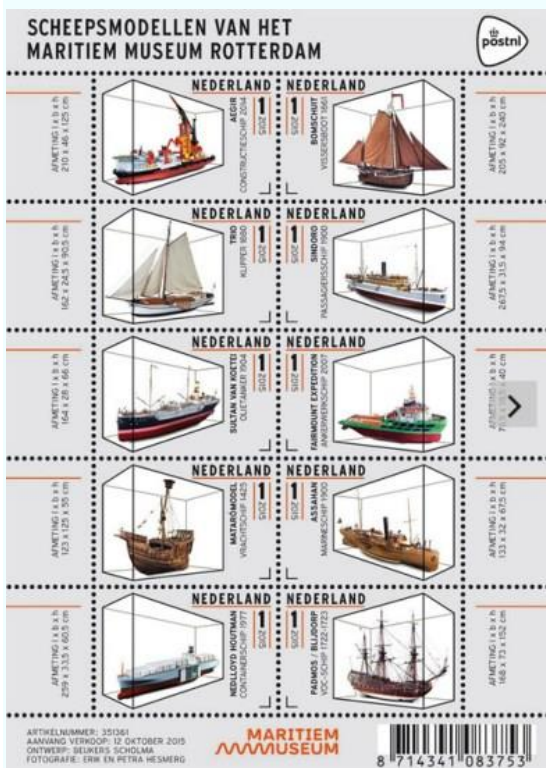 SCHEEPSMODELLEN VAN HET
MARITIEM MUSEUM ROTTERDAM
postnl
AFMETING l x b x h
210 x 46 x 125 cm
NEDERLAND
1
2015
AEGIR
CONSTRUCTIESCHIP 2014
NEDERLAND
1
2015
BOMSCHUIT
VISSERSBOOT 1861
AFMETING l x b x h
205 x 92 x 240 cm
AFMETING l x b x h
162 x 24,5 x 90,5 cm
NEDERLAND
1
2015
TRIO
KLIPPER 1880
NEDERLAND
1
2015
SINDORO
PASSAGIERSSCHIP 1900
AFMETING l x b x h
267,5 x 31,5 x 94 cm
AFMETING l x b x h
164 x 28 x 66 cm
NEDERLAND
1
2015
SULTAN VAN KOETEI
OLIETANKER 1904
NEDERLAND
1
2015
FAIRMOUNT EXPEDITION
ANKERWERKSCHIP 2007
AFMETING l x b x h
x 40 cm
AFMETING l x b x h
123 x 125 x 55 cm
NEDERLAND
1
2015
MATARÓMODEL
VRACHTSCHIP 1425
NEDERLAND
1
2015
ASSAHAN
MARINESCHIP 1900
AFMETING l x b x h
133 x 32 x 67,5 cm
AFMETING l x b x h
259 x 33,5 x 60,5 cm
NEDERLAND
1
2015
NEDLLOYD HOUTMAN
CONTAINERSCHIP 1977
NEDERLAND
1
2015
PADMOS / BLIJDORP
VOC-SCHIP 1722-1723
AFMETING l x b x h
168 x 73 x 152 cm
ARTIKELNUMMER: 351361
AANVANG VERKOOP: 12 OKTOBER 2015
ONTWERP: BEUKERS SCHOLMA
FOTOGRAFIE: ERIK EN PETRA HESMERG
MARITIEM
MUSEUM
8 714341 083753